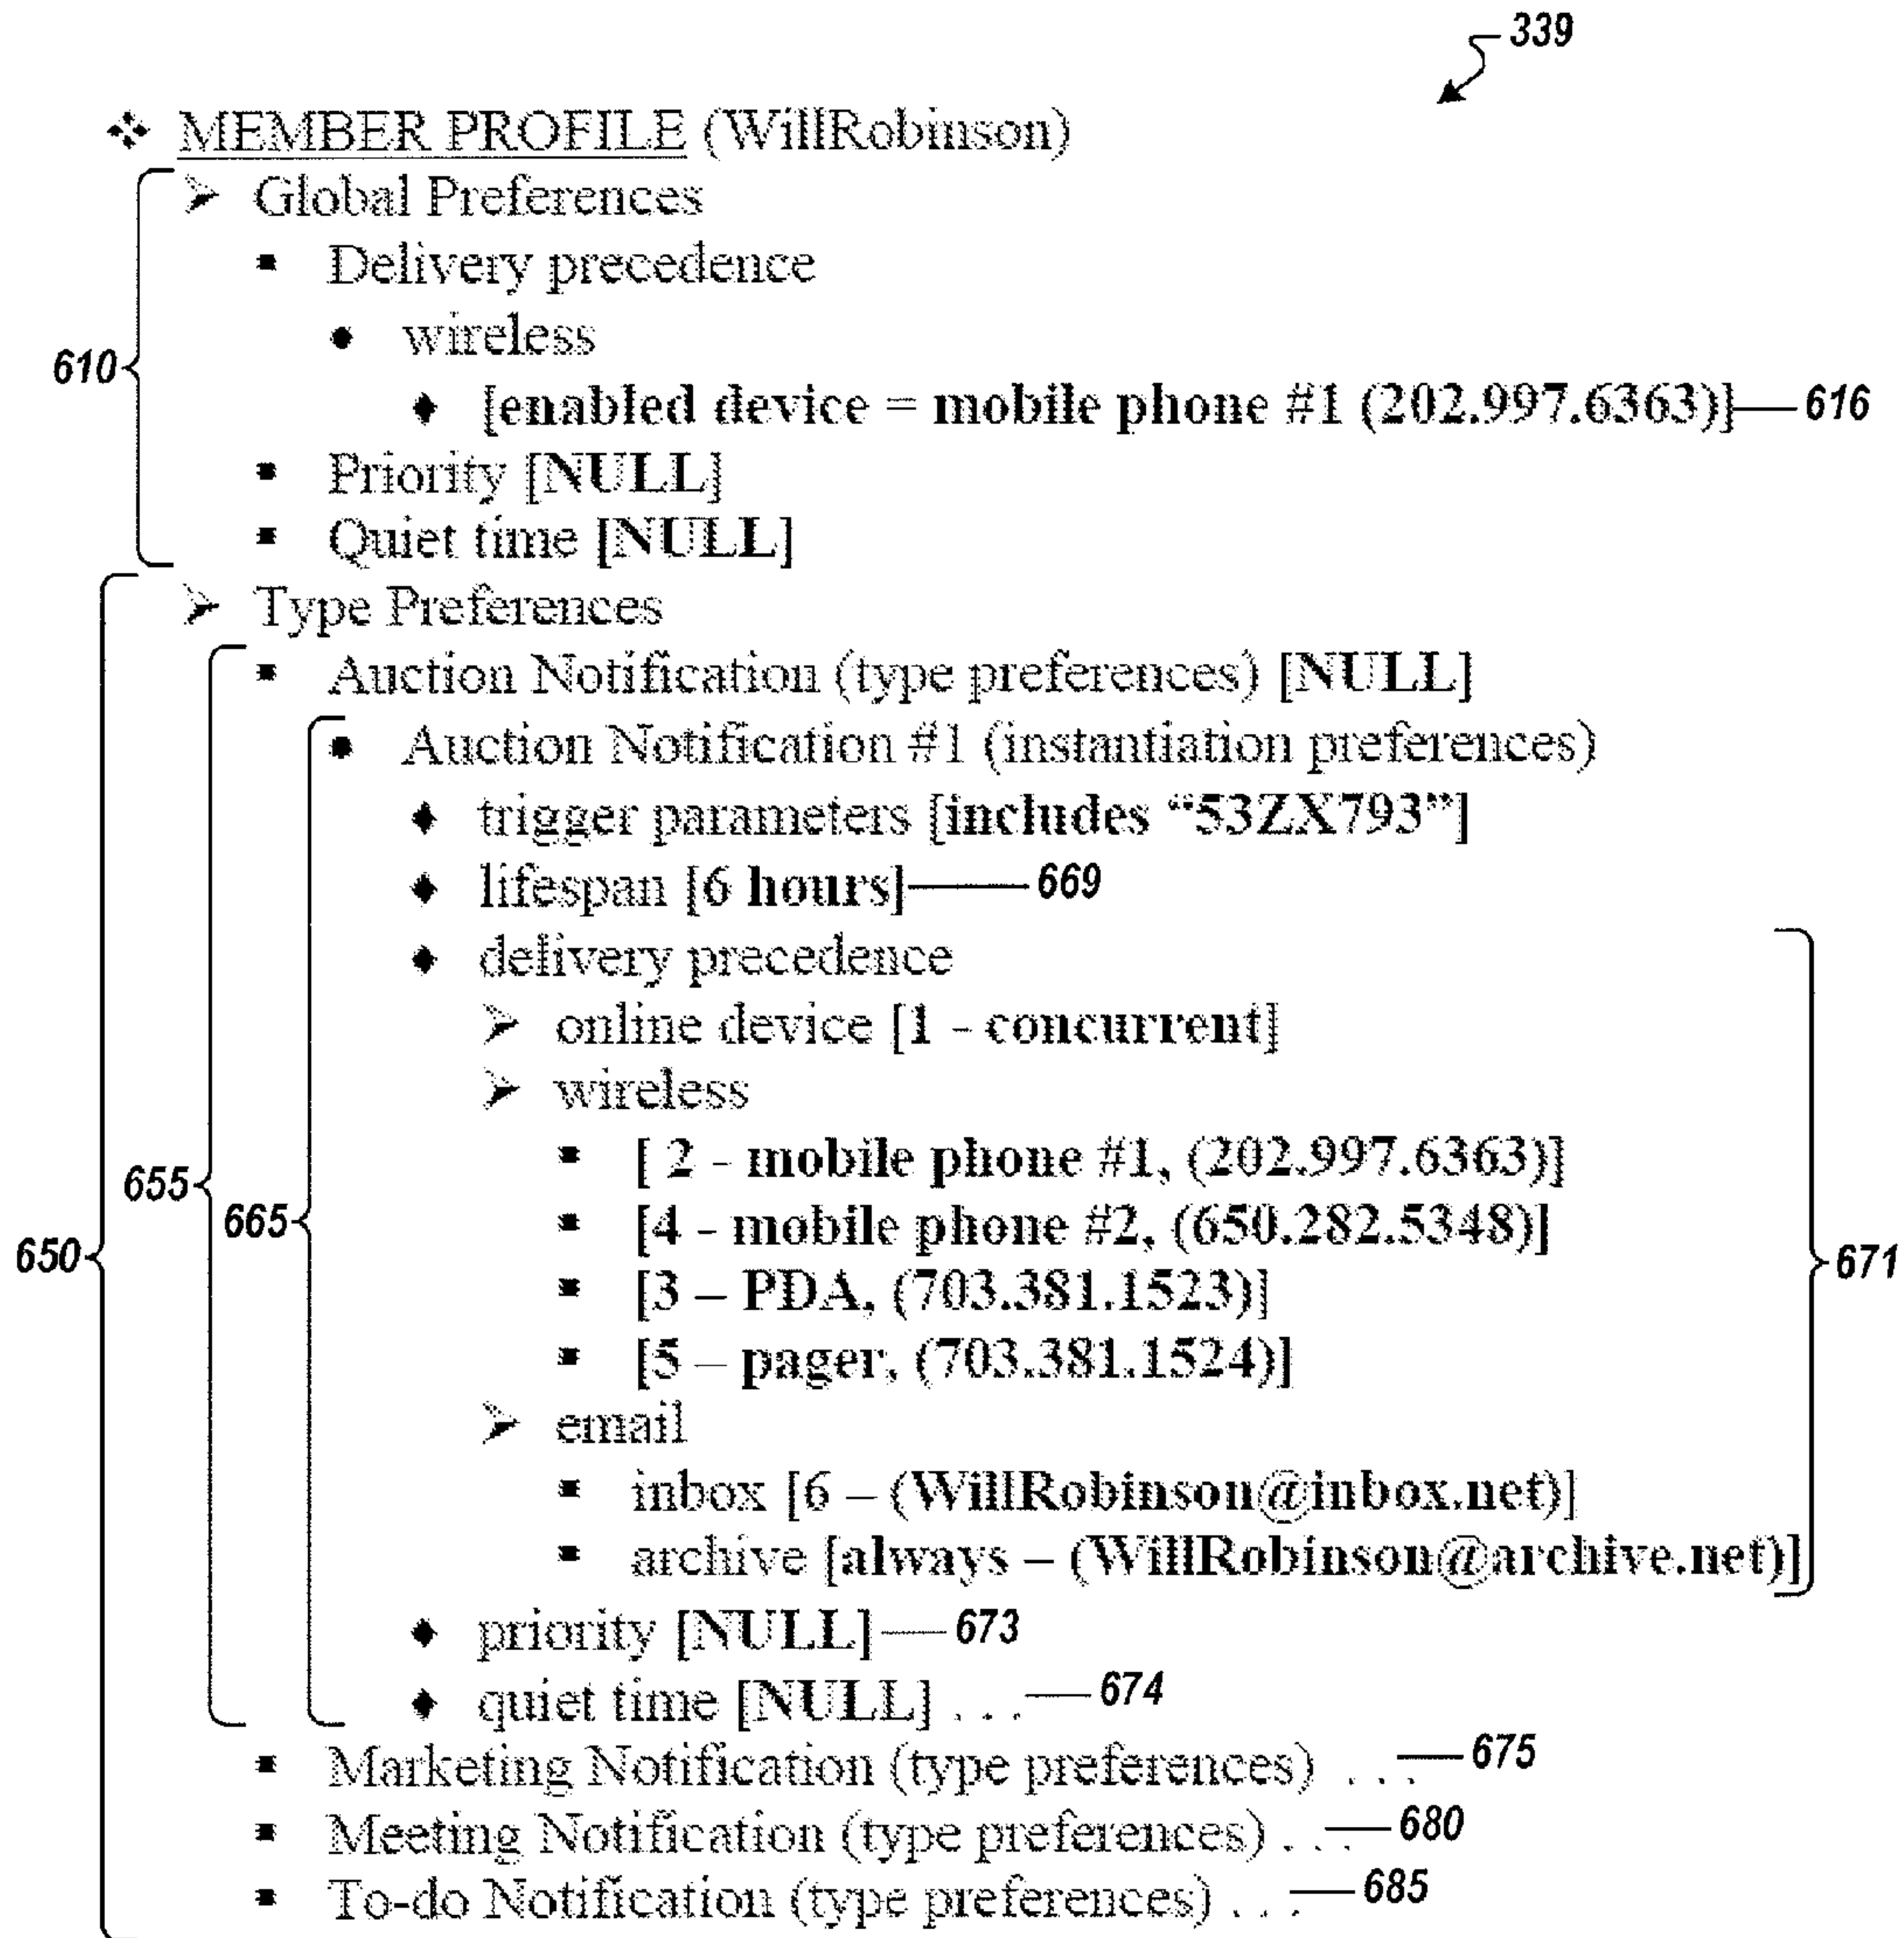 339
❖ MEMBER PROFILE (WillRobinson)
➢ Global Preferences
▪ Delivery precedence
• wireless
610
♦ [enabled device = mobile phone #1 (202.997.6363)] 616
▪ Priority [NULL]
▪ Quiet time [NULL]
➢ Type Preferences
▪ Auction Notification (type preferences) [NULL]
• Auction Notification #1 (instantiation preferences)
♦ trigger parameters [includes “53ZX793”]
♦ lifespan [6 hours] 669
♦ delivery precedence
➢ online device [1 - concurrent]
➢ wireless
▪ [ 2 - mobile phone #1, (202.997.6363)]
655
665
▪ [4 - mobile phone #2, (650.282.5348)]
650
671
▪ [3 – PDA, (703.381.1523)]
▪ [5 – pager, (703.381.1524)]
➢ email
▪ inbox [6 – (WillRobinson@inbox.net)]
▪ archive [always – (WillRobinson@archive.net)]
♦ priority [NULL] 673
♦ quiet time [NULL] . . . 674
▪ Marketing Notification (type preferences) . . . 675
▪ Meeting Notification (type preferences) . . . 680
▪ To-do Notification (type preferences) . . . 685